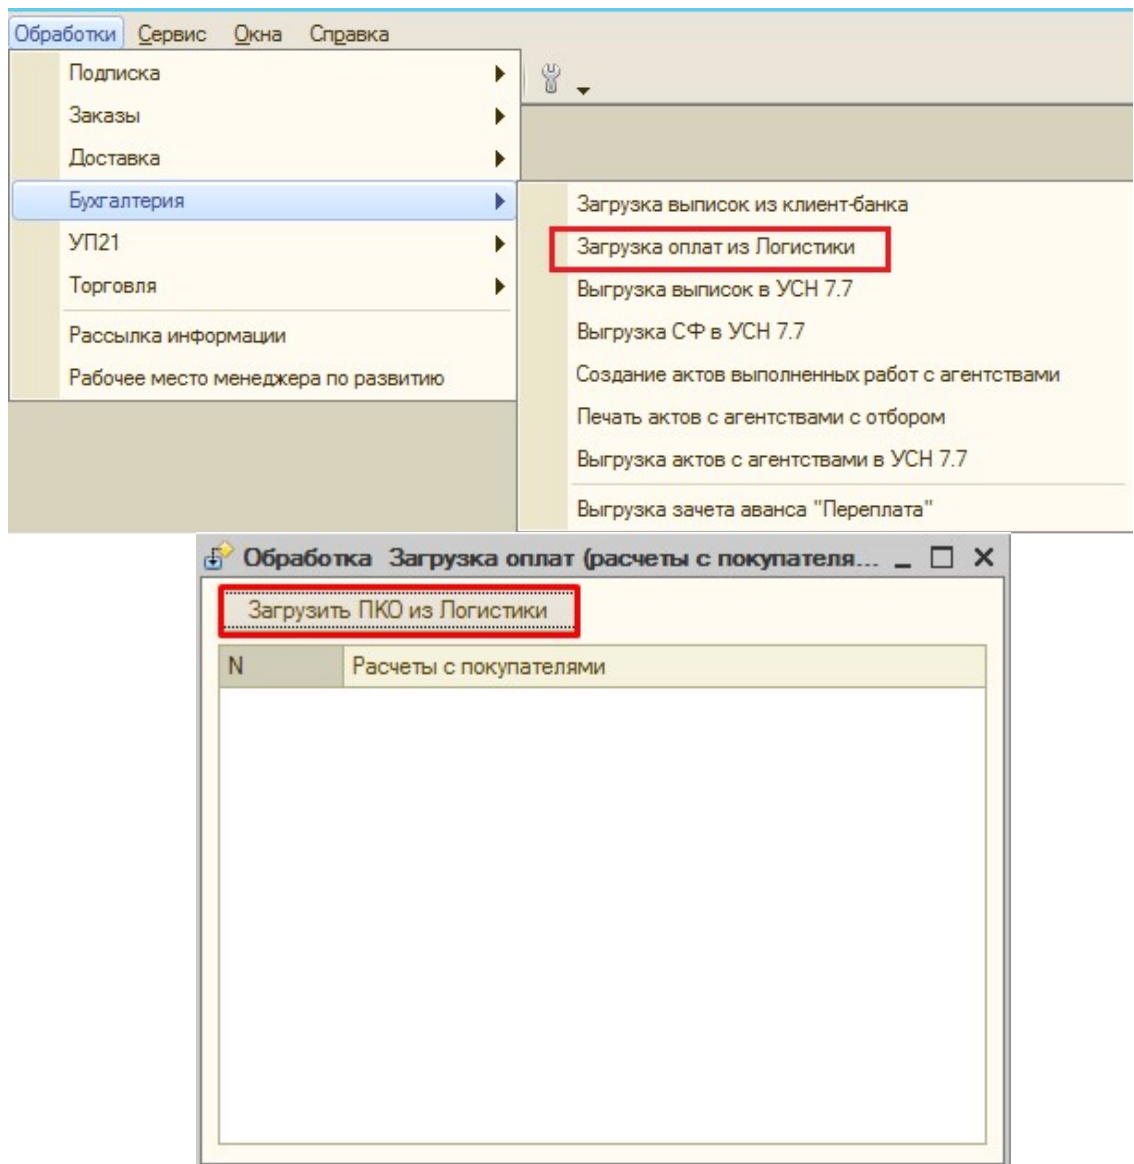 Обработки Сервис Окна Справка
Подписка
Заказы
Доставка
Бухгалтерия
УП21
Торговля
Рассылка информации
Рабочее место менеджера по развитию
Загрузка выписок из клиент-банка
Загрузка оплат из Логистики
Выгрузка выписок в УСН 7.7
Выгрузка СФ в УСН 7.7
Создание актов выполненных работ с агентствами
Печать актов с агентствами с отбором
Выгрузка актов с агентствами в УСН 7.7
Выгрузка зачета аванса "Переплата"
Обработка Загрузка оплат (расчеты с покупателя...
Загрузить ПКО из Логистики
N Расчеты с покупателями